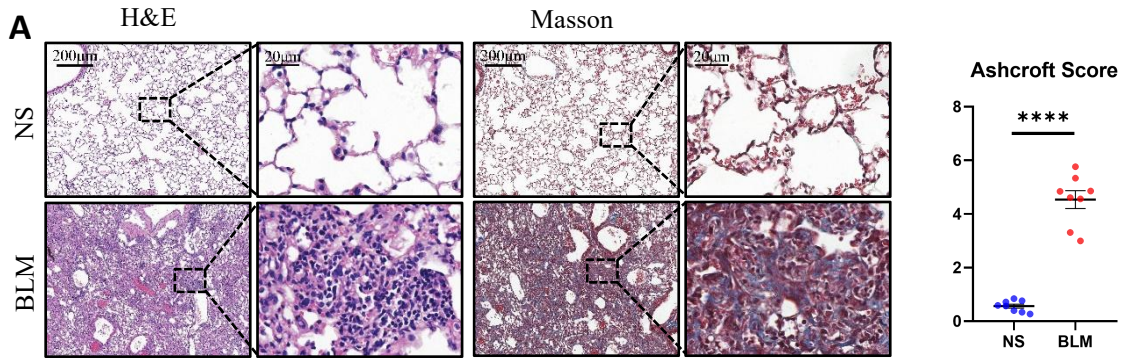 A
H&E
Masson
NS
200μm
20μm
200μm
20μm
BLM
Ashcroft Score
****
8
6
4
2
0
NS
BLM